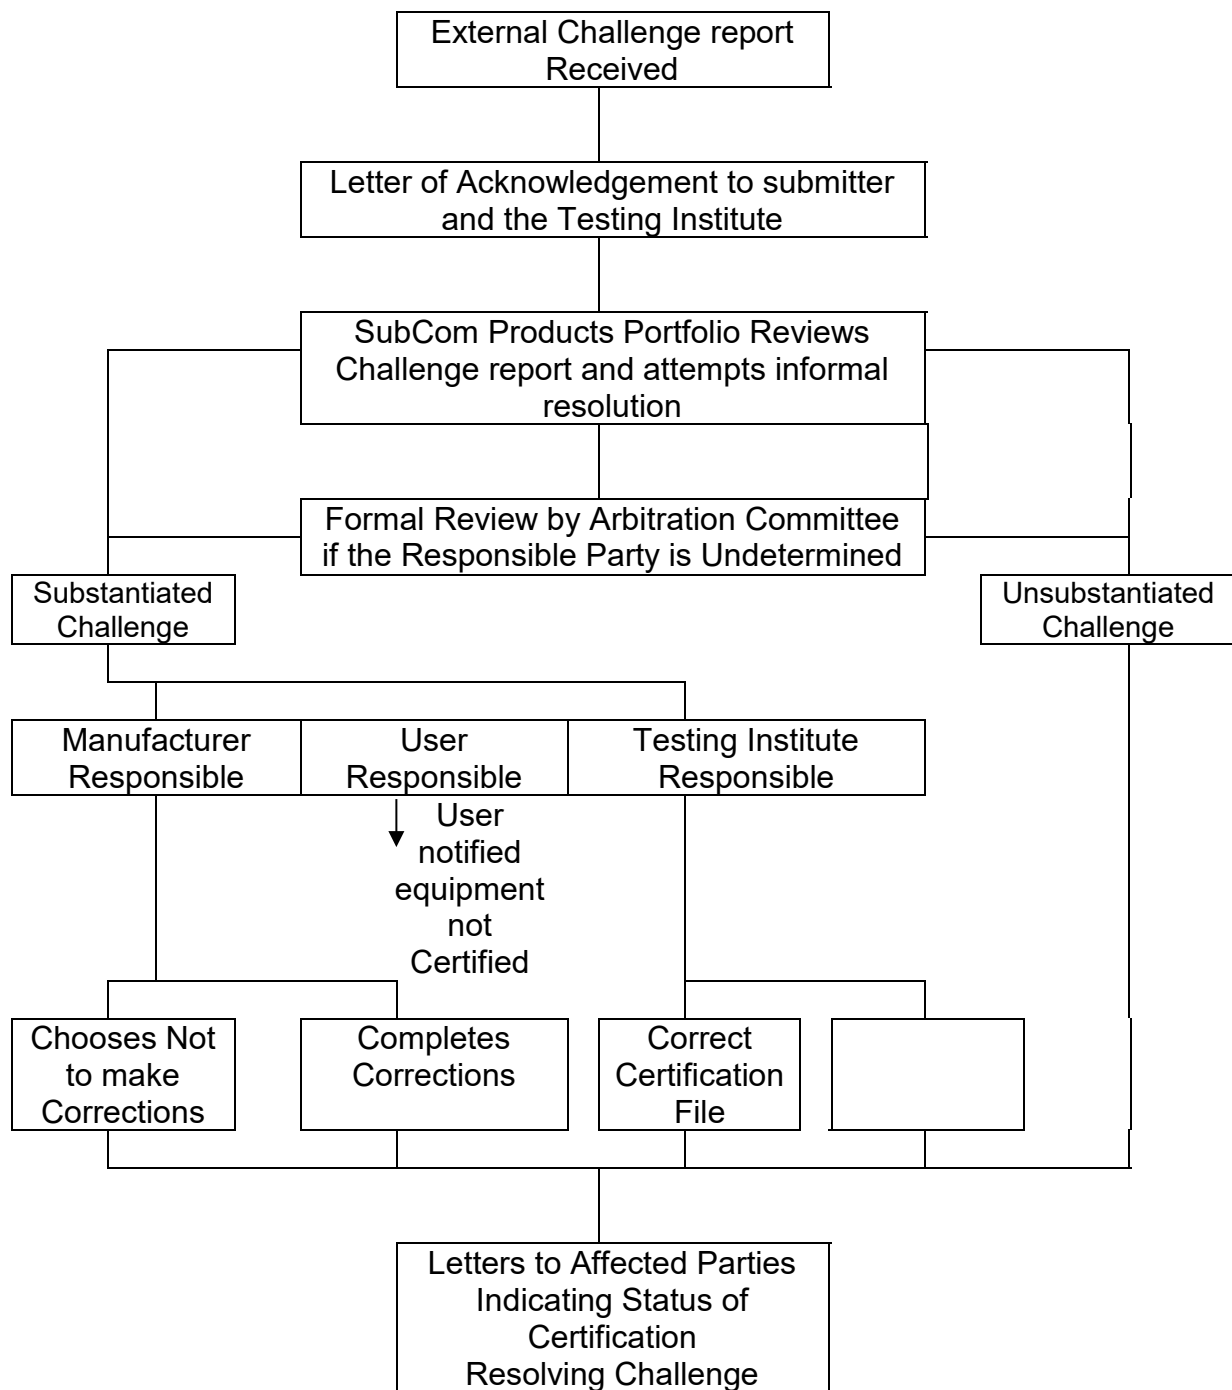 External Challenge report
Received
Letter of Acknowledgement to submitter
and the Testing Institute
SubCom Products Portfolio Reviews
Challenge report and attempts informal
resolution
Formal Review by Arbitration Committee
if the Responsible Party is Undetermined
Substantiated
Challenge
Unsubstantiated
Challenge
Manufacturer
Responsible
User
Responsible
Testing Institute
Responsible
User
notified
equipment
not
Certified
Chooses Not
to make
Corrections
Completes
Corrections
Correct
Certification
File
Letters to Affected Parties
Indicating Status of
Certification
Resolving Challenge